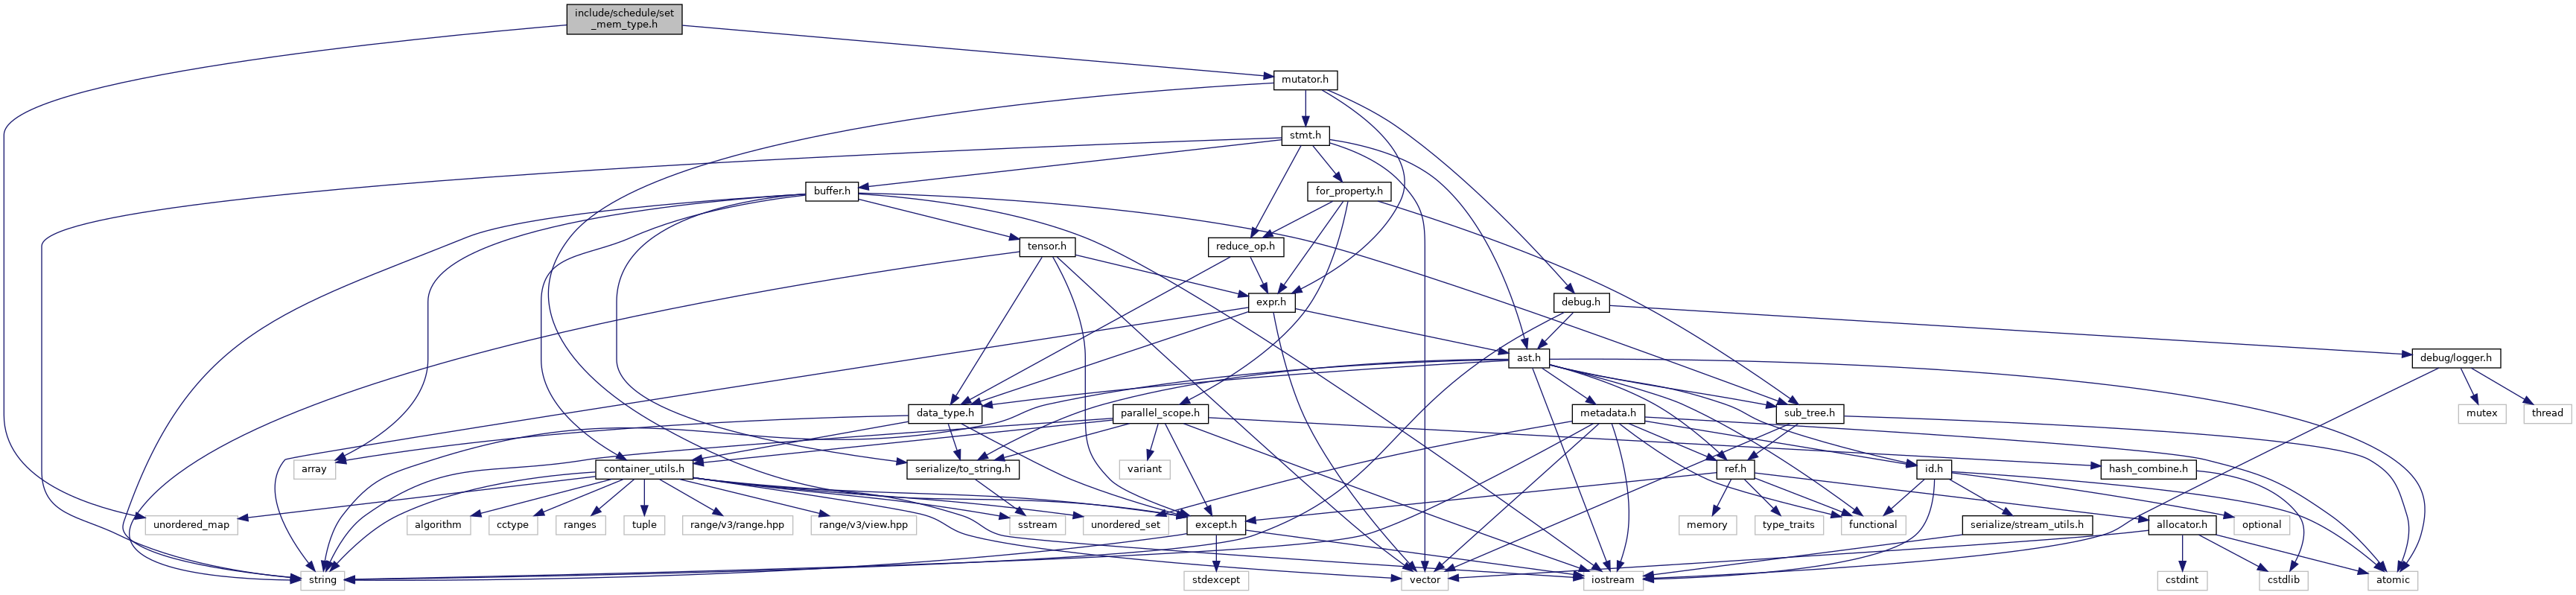 include/schedule/set
_mem_type.h
mutator.h
stmt.h
buffer.h
for_property.h
tensor.h
reduce_op.h
expr.h
debug.h
ast.h
debug/logger.h
data_type.h
parallel_scope.h
metadata.h
sub_tree.h
mutex
thread
array
container_utils.h
serialize/to_string.h
variant
ref.h
id.h
hash_combine.h
unordered_map
algorithm
cctype
ranges
tuple
range/v3/range.hpp
range/v3/view.hpp
sstream
unordered_set
except.h
memory
type_traits
functional
serialize/stream_utils.h
allocator.h
optional
string
stdexcept
vector
iostream
cstdint
cstdlib
atomic